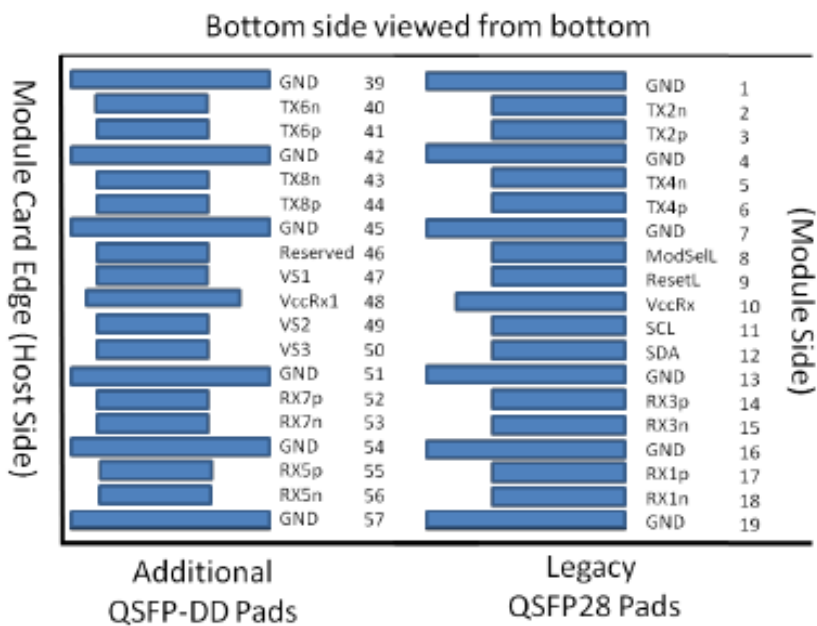 Bottom side viewed from bottom
Module Card Edge (Host Side)
GND 39 GND 1
TX6n 40 TX2n 2
TX6p 41 TX2p 3
GND 42 GND 4
TX8n 43 TX4n 5
TX8p 44 TX4p 6
GND 45 GND 7
Reserved 46 ModSelL 8
VS1 47 ResetL 9
VccRx1 48 VccRx 10
VS2 49 SCL 11
VS3 50 SDA 12
GND 51 GND 13
RX7p 52 RX3p 14
RX7n 53 RX3n 15
GND 54 GND 16
RX5p 55 RX1p 17
RX5n 56 RX1n 18
GND 57 GND 19
(Module Side)
Additional
QSFP-DD Pads
Legacy
QSFP28 Pads